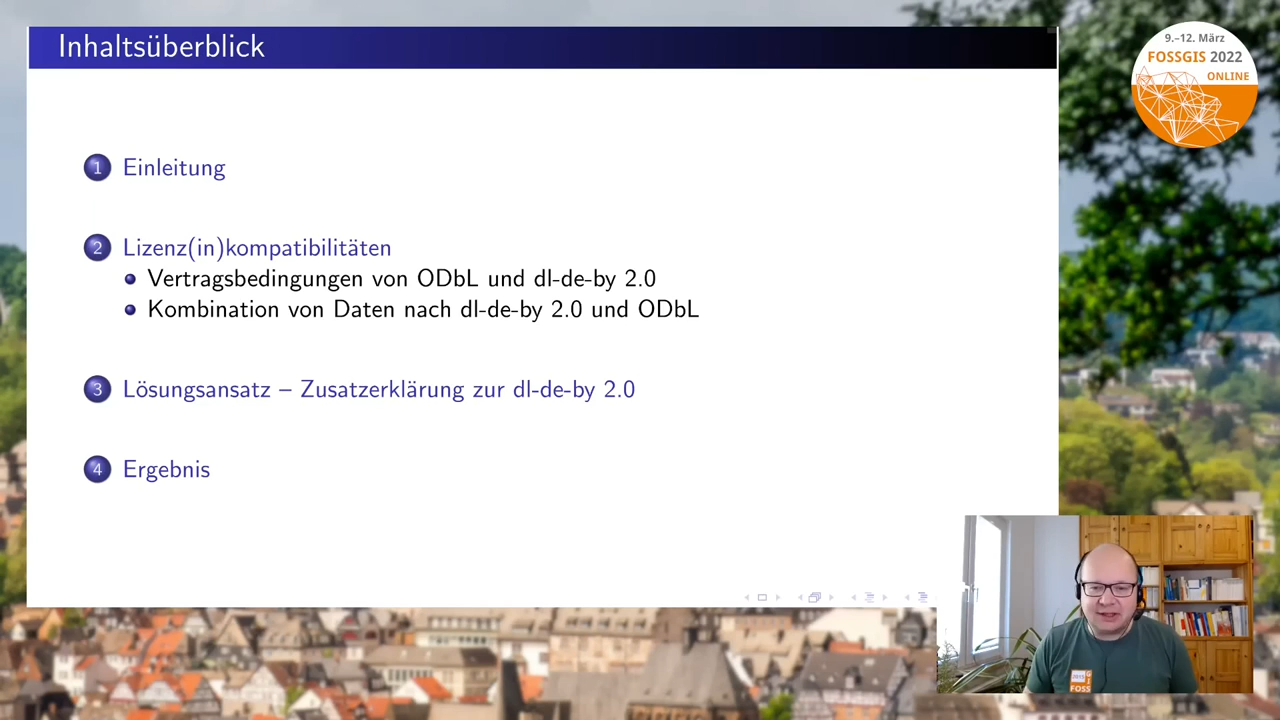 Inhaltsüberblick
9.–12. März
FOSSGIS 2022
ONLINE
1 Einleitung
2 Lizenz(in)kompatibilitäten
Vertragsbedingungen von ODbL und dl-de-by 2.0
Kombination von Daten nach dl-de-by 2.0 und ODbL
3 Lösungsansatz – Zusatzerklärung zur dl-de-by 2.0
4 Ergebnis
FOSS